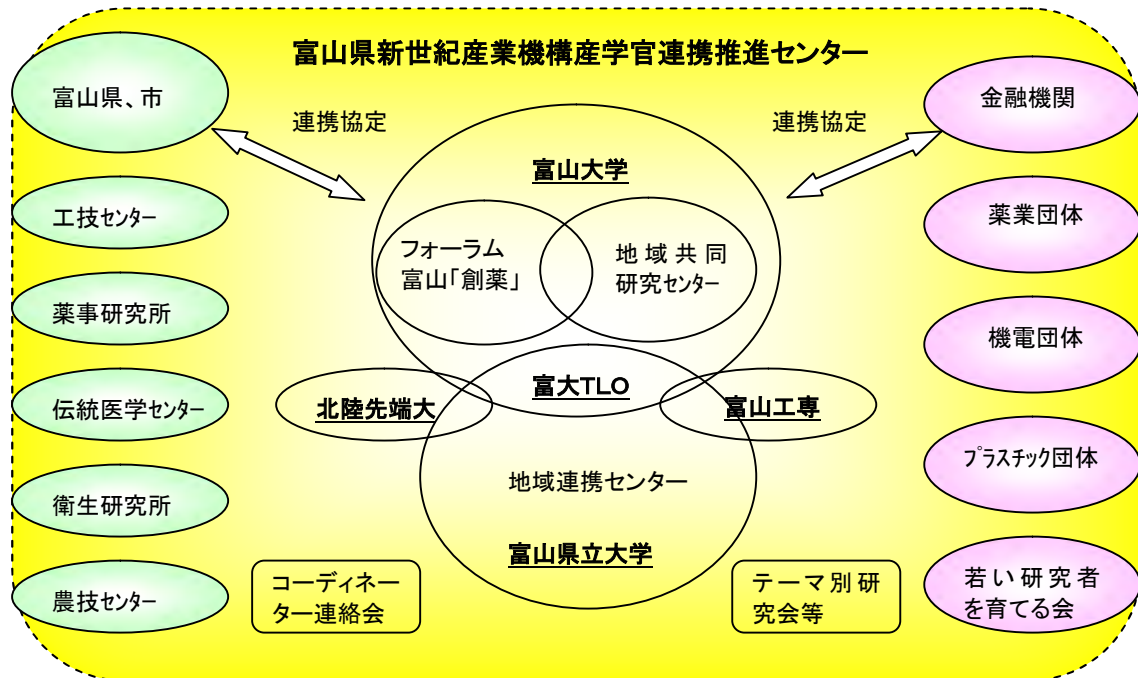 富山県新世紀産業機構産学官連携推進センター
富山県、市
金融機関
連携協定
連携協定
富山大学
工技センター
薬業団体
フォーラム
富山「創薬」
地域共同
研究センター
薬事研究所
機電団体
伝統医学センター
北陸先端大
富大TLO
富山工専
プラスチック団体
地域連携センター
衛生研究所
富山県立大学
農技センター
コーディネー
ター連絡会
テーマ別研
究会等
若い研究者
を育てる会